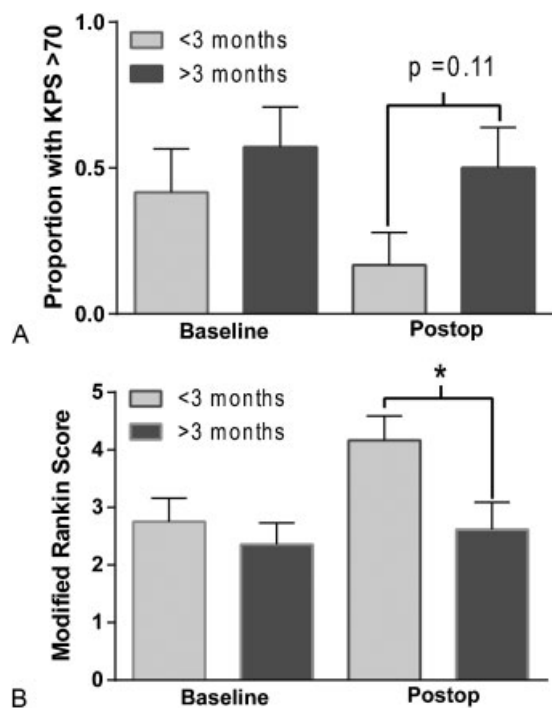 1.0
<3 months
>3 months
p =0.11
Proportion with KPS >70
0.5
0.0
Baseline
Postop
A
5
<3 months
>3 months
*
4
Modified Rankin Score
3
2
1
0
Baseline
Postop
B